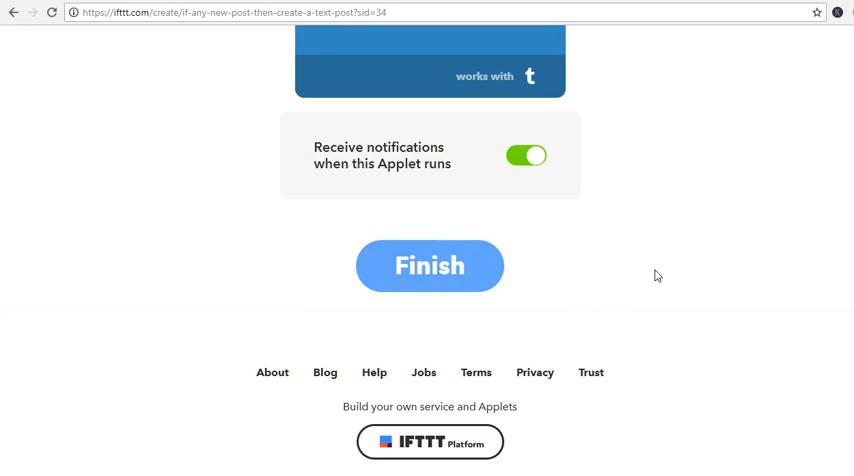 https://ifttt.com/create/if-any-new-post-then-create-a-text-post?sid=34
K
works with t
Receive notifications
when this Applet runs
Finish
About Blog Help Jobs Terms Privacy Trust
Build your own service and Applets
IFTTT Platform